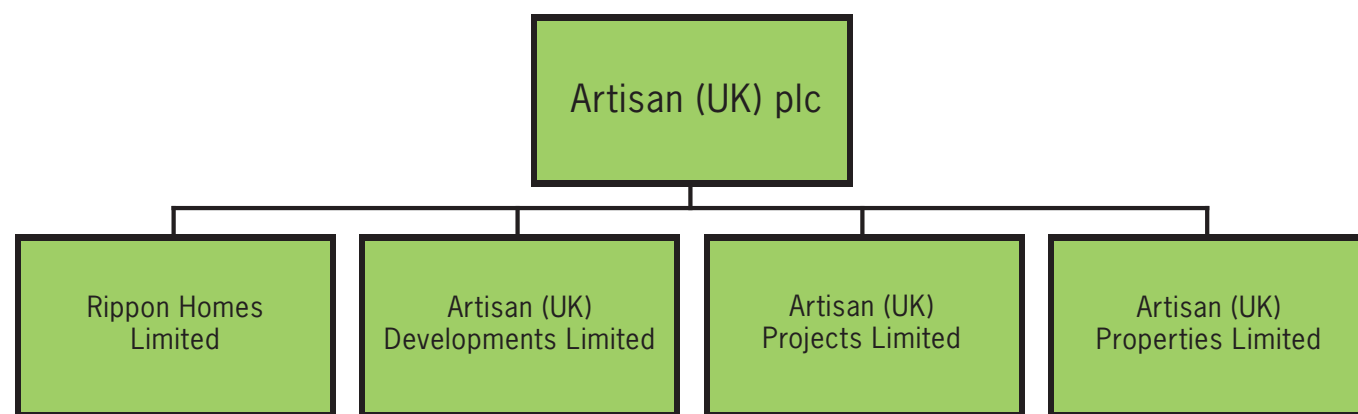 Artisan (UK) plc
Rippon Homes
Limited
Artisan (UK)
Developments Limited
Artisan (UK)
Projects Limited
Artisan (UK)
Properties Limited